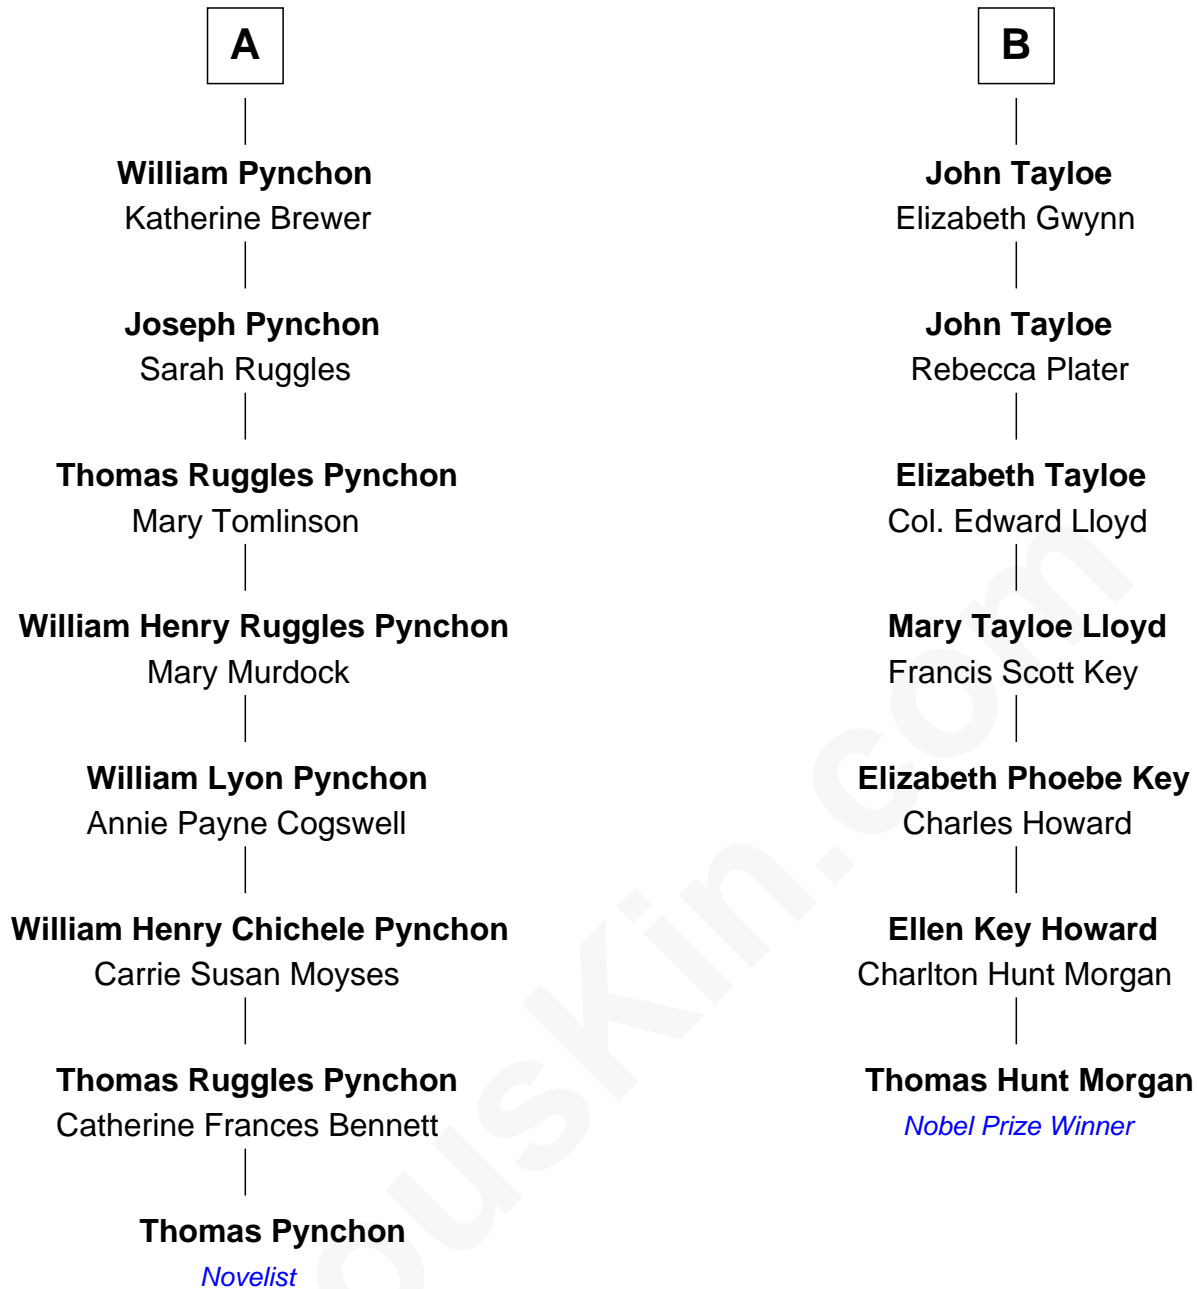 A
William Pynchon
Katherine Brewer
Joseph Pynchon
Sarah Ruggles
Thomas Ruggles Pynchon
Mary Tomlinson
William Henry Ruggles Pynchon
Mary Murdock
William Lyon Pynchon
Annie Payne Cogswell
William Henry Chichele Pynchon
Carrie Susan Moyses
Thomas Ruggles Pynchon
Catherine Frances Bennett
Thomas Pynchon
Novelist
B
John Tayloe
Elizabeth Gwynn
John Tayloe
Rebecca Plater
Elizabeth Tayloe
Col. Edward Lloyd
Mary Tayloe Lloyd
Francis Scott Key
Elizabeth Phoebe Key
Charles Howard
Ellen Key Howard
Charlton Hunt Morgan
Thomas Hunt Morgan
Nobel Prize Winner
ousKin.com